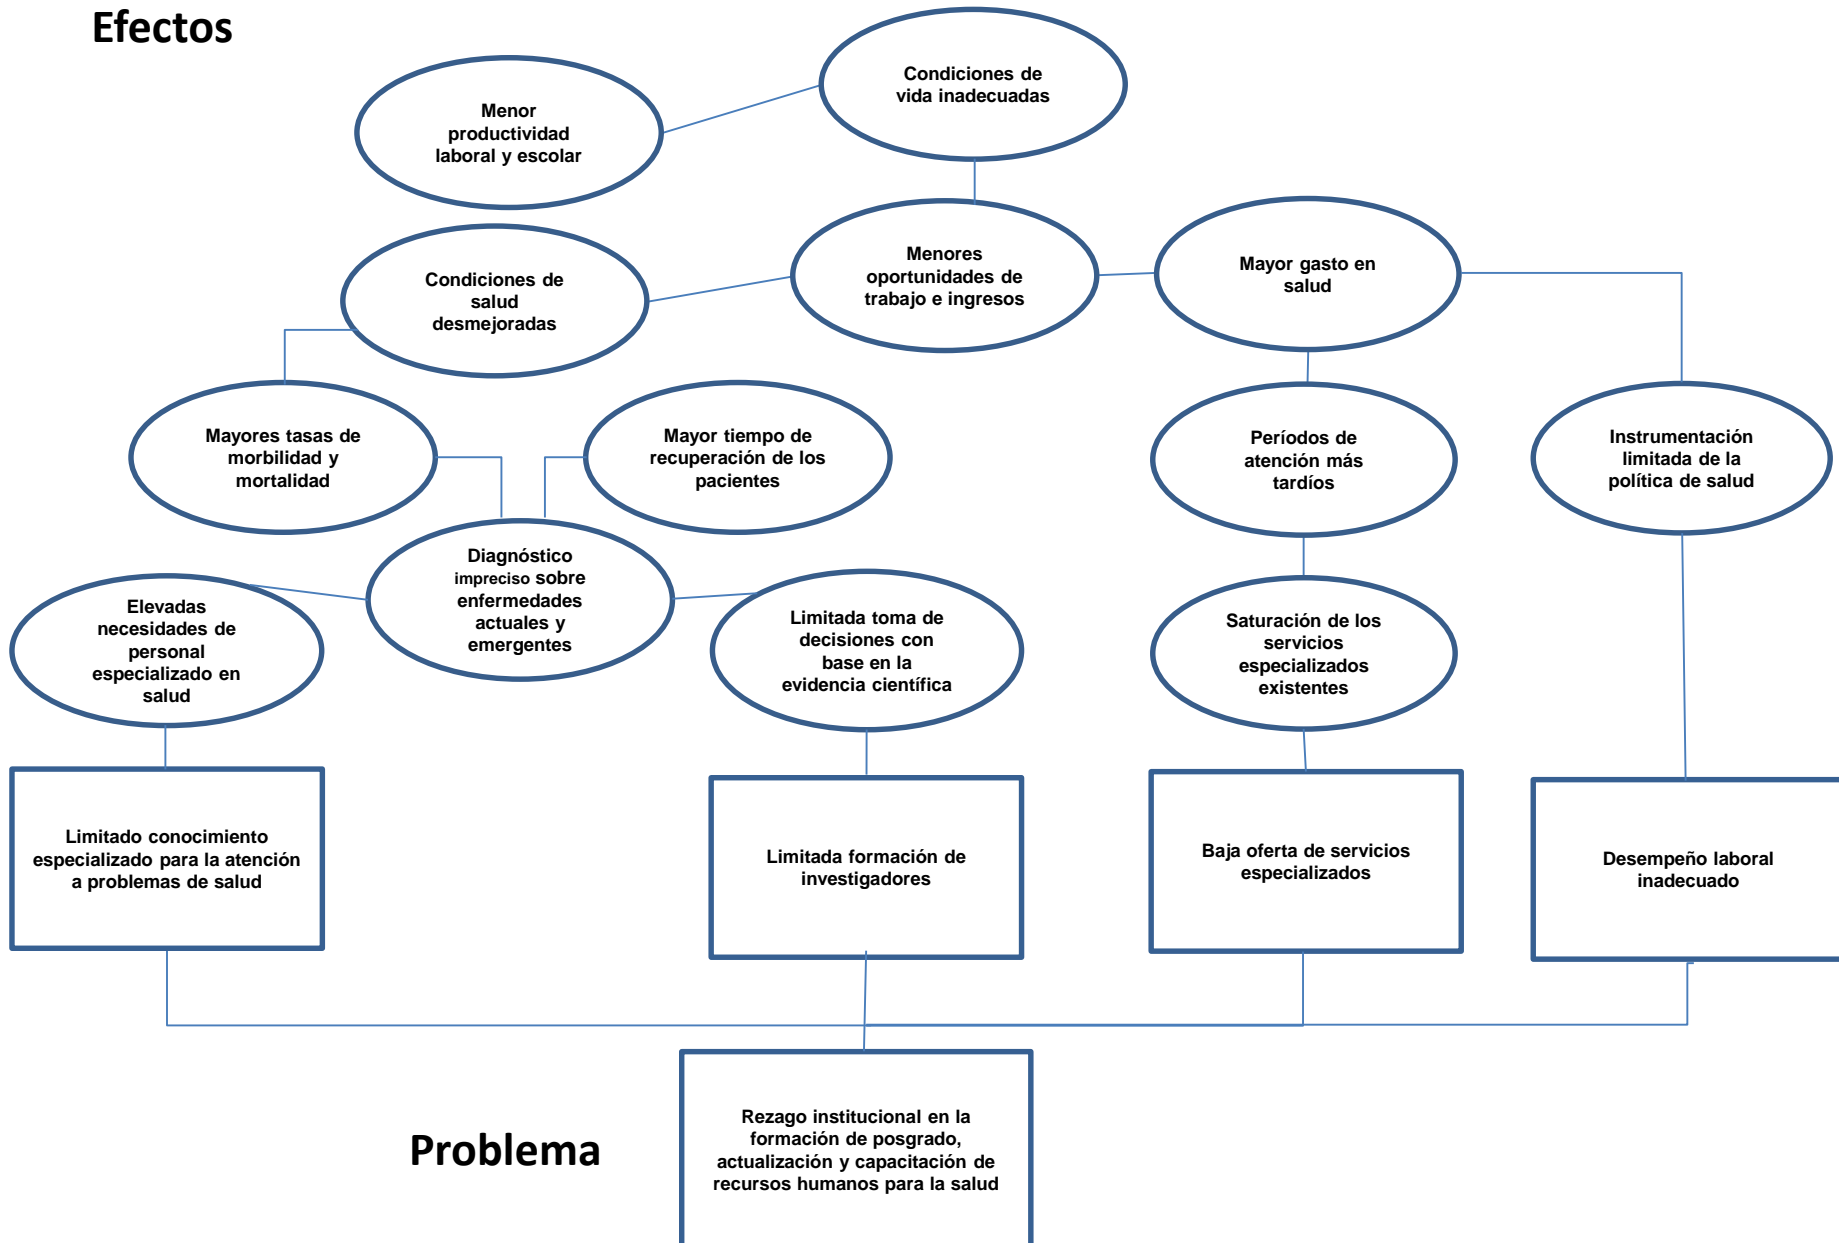 Efectos
Condiciones de
vida inadecuadas
Menor
productividad
laboral y escolar
Menores
oportunidades de
trabajo e ingresos
Mayor gasto en
salud
Condiciones de
salud
desmejoradas
Mayores tasas de
morbilidad y
mortalidad
Mayor tiempo de
recuperación de los
pacientes
Períodos de
atención más
tardíos
Instrumentación
limitada de la
política de salud
Diagnóstico
impreciso sobre
enfermedades
actuales y
emergentes
Elevadas
necesidades de
personal
especializado en
salud
Limitada toma de
decisiones con
base en la
evidencia científica
Saturación de los
servicios
especializados
existentes
Limitado conocimiento
especializado para la atención
a problemas de salud
Limitada formación de
investigadores
Baja oferta de servicios
especializados
Desempeño laboral
inadecuado
Problema
Rezago institucional en la
formación de posgrado,
actualización y capacitación de
recursos humanos para la salud